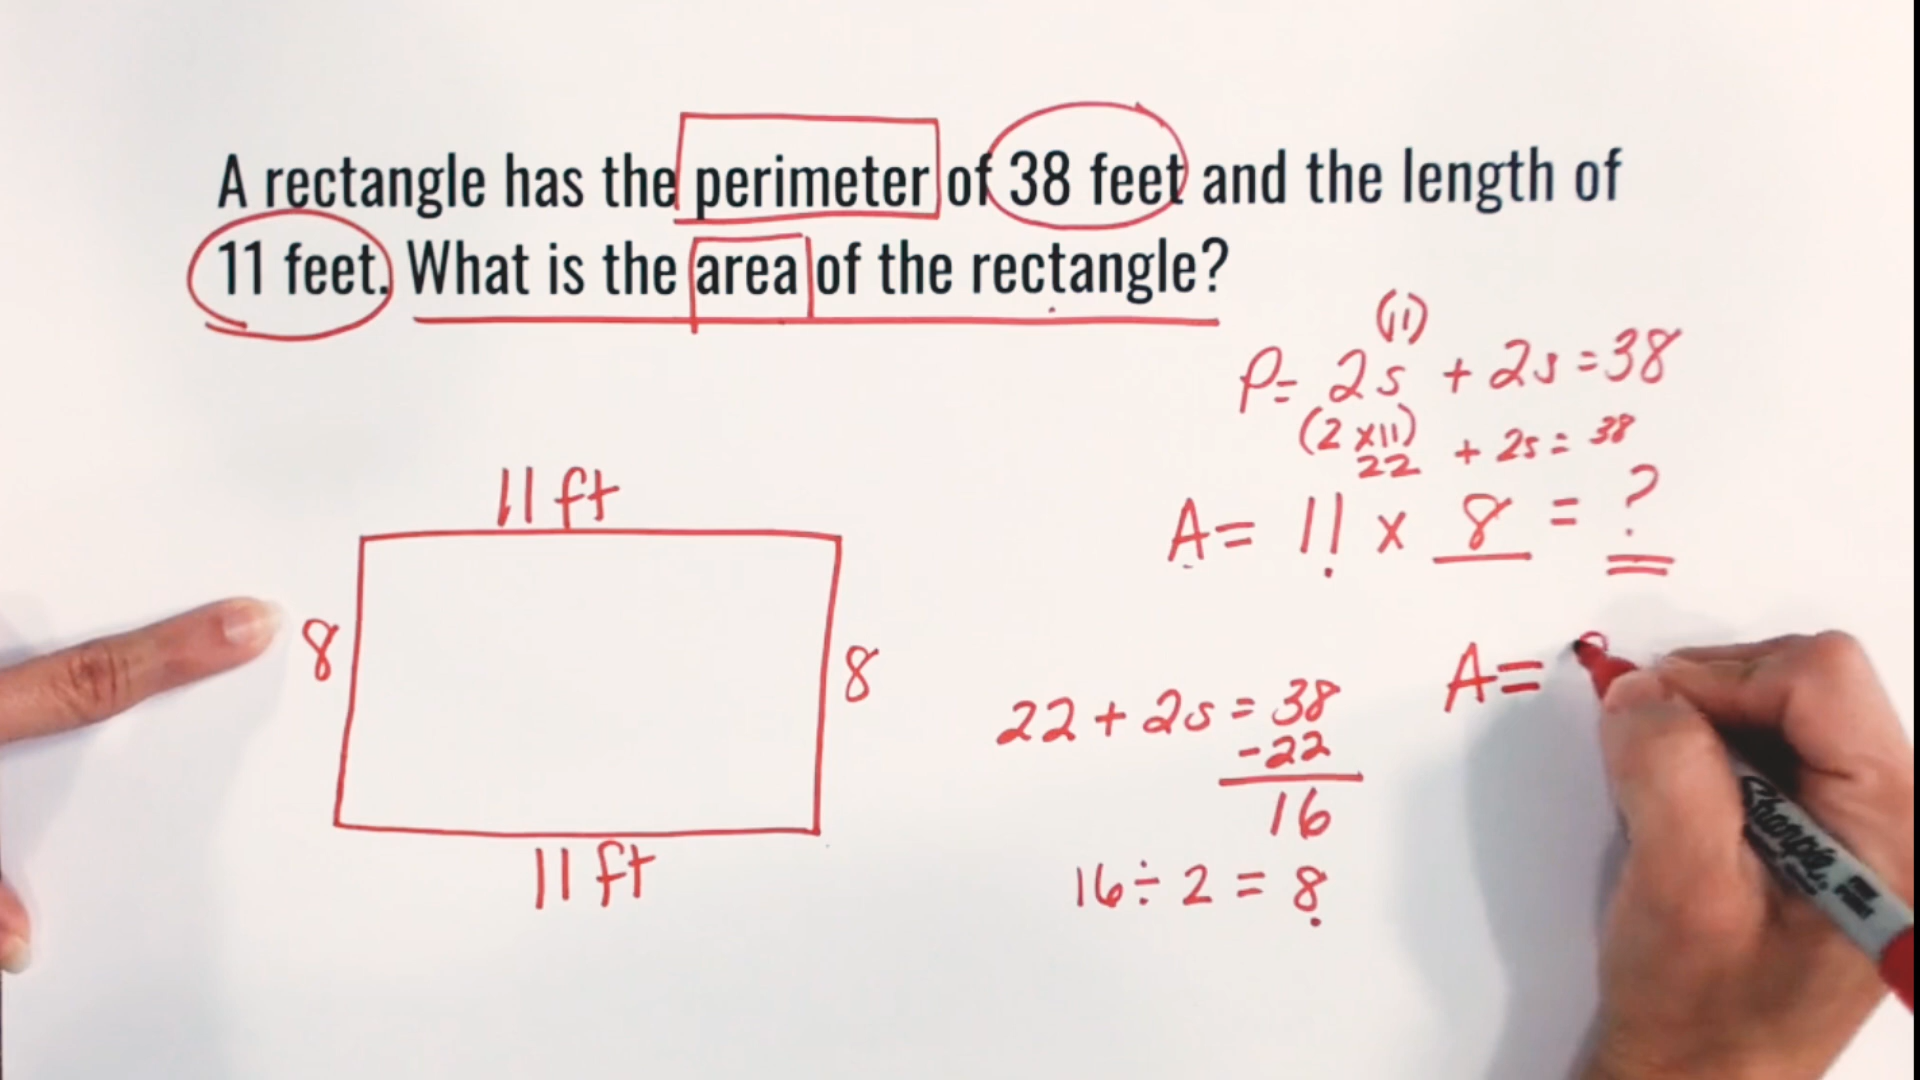 A rectangle has the perimeter of 38 feet and the length of
11 feet. What is the area of the rectangle?
(11)
P= 2s + 2s = 38
(2 x11) + 2s = 38
22
A= 11 x 8 = ?
11 ft
8
8
11 ft
22 + 2s = 38
-22
16
16 ÷ 2 = 8
A=
Sharpie